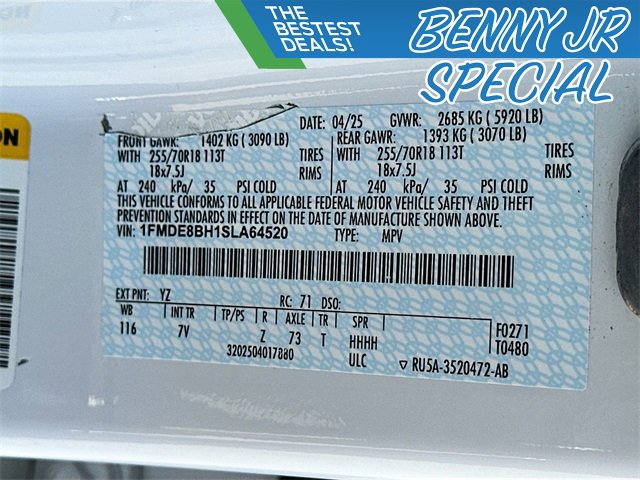 THE
BESTEST
DEALS!
BENNY JR
SPECIAL
ON
DATE: 04/25 GVWR: 2685 KG ( 5920 LB)
FRONT GAWR: 1402 KG ( 3090 LB) REAR GAWR: 1393 KG ( 3070 LB)
WITH 255/70R18 113T TIRES WITH 255/70R18 113T TIRES
18x7.5J RIMS 18x7.5J RIMS
AT 240 kPa/ 35 PSI COLD AT 240 kPa/ 35 PSI COLD
THIS VEHICLE CONFORMS TO ALL APPLICABLE FEDERAL MOTOR VEHICLE SAFETY AND THEFT
PREVENTION STANDARDS IN EFFECT ON THE DATE OF MANUFACTURE SHOWN ABOVE.
VIN: 1FMDE8BH1SLA64520 TYPE: MPV
EXT PNT: YZ RC: 71 DSO:
WB INT TR TP/PS R AXLE TR SPR F0271
116 7V Z 73 T HHHH T0480
3202504017880 ULC RU5A-3520472-AB